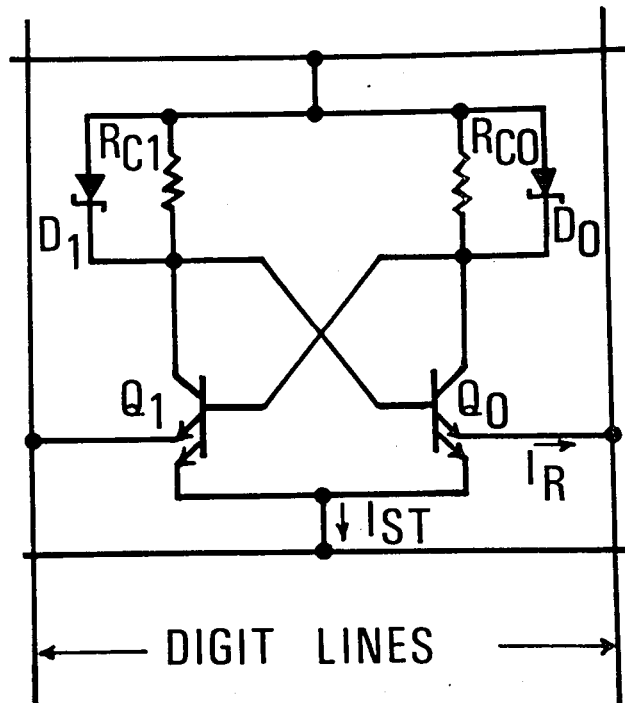 RC1
RC0
D1
D0
Q1
Q0
IR
IST
DIGIT LINES